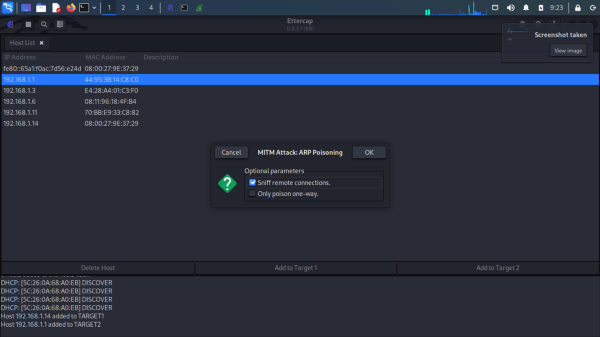 1 2 3 4 9:23
Ettercap
Screenshot taken
View image
Host List ×
IP Address MAC Address Description
fe80::65a1:f0ac:7d56:e24d 08:00:27:9E:37:29
192.168.1.1 44:95:3B:14:C8:C0
192.168.1.3 E4:28:A4:01:C3:F0
192.168.1.6 08:11:96:18:4F:B4
192.168.1.11 70:BB:E9:33:C8:82
192.168.1.14 08:00:27:9E:37:29
Cancel MITM Attack: ARP Poisoning OK
Optional parameters
Sniff remote connections.
Only poison one-way.
Delete Host Add to Target 1 Add to Target 2
DHCP: [5C:26:0A:68:A0:EB] DISCOVER
DHCP: [5C:26:0A:68:A0:EB] DISCOVER
DHCP: [5C:26:0A:68:A0:EB] DISCOVER
DHCP: [5C:26:0A:68:A0:EB] DISCOVER
Host 192.168.1.14 added to TARGET1
Host 192.168.1.1 added to TARGET2